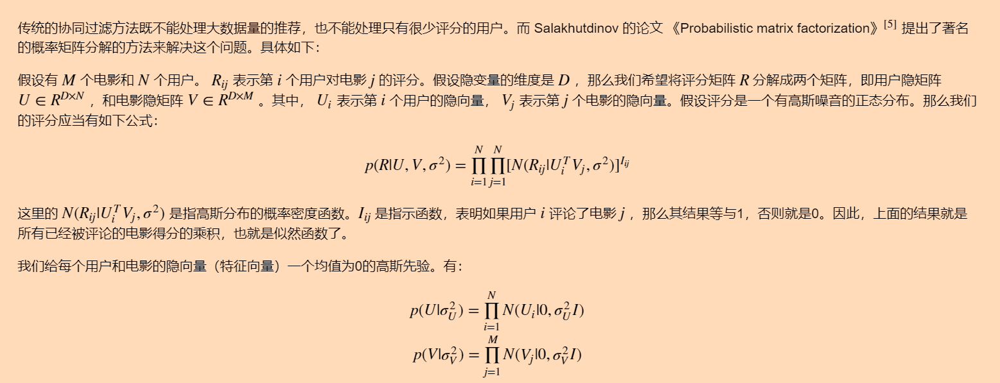 传统的协同过滤方法既不能处理大数据量的推荐，也不能处理只有很少评分的用户。而 Salakhutdinov 的论文 《Probabilistic matrix factorization》[5] 提出了著名
的概率矩阵分解的方法来解决这个问题。具体如下：
假设有 M 个电影和 N 个用户。 R_{ij} 表示第 i 个用户对电影 j 的评分。假设隐变量的维度是 D ，那么我们希望将评分矩阵 R 分解成两个矩阵，即用户隐矩阵
U ∈ R^{D×N} ，和电影隐矩阵 V ∈ R^{D×M} 。其中， U_i 表示第 i 个用户的隐向量， V_j 表示第 j 个电影的隐向量。假设评分是一个有高斯噪音的正态分布。那么我们
的评分应当有如下公式：
p(R|U, V, σ^2) = ∏_{i=1}^{N} ∏_{j=1}^{N} [N(R_{ij}|U_i^T V_j, σ^2)]^{I_{ij}}
这里的 N(R_{ij}|U_i^T V_j, σ^2) 是指高斯分布的概率密度函数。I_{ij} 是指示函数，表明如果用户 i 评论了电影 j ，那么其结果等与1，否则就是0。因此，上面的结果就是
所有已经被评论的电影得分的乘积，也就是似然函数了。
我们给每个用户和电影的隐向量（特征向量）一个均值为0的高斯先验。有：
p(U|σ_U^2) = ∏_{i=1}^{N} N(U_i|0, σ_U^2 I)
p(V|σ_V^2) = ∏_{j=1}^{M} N(V_j|0, σ_V^2 I)